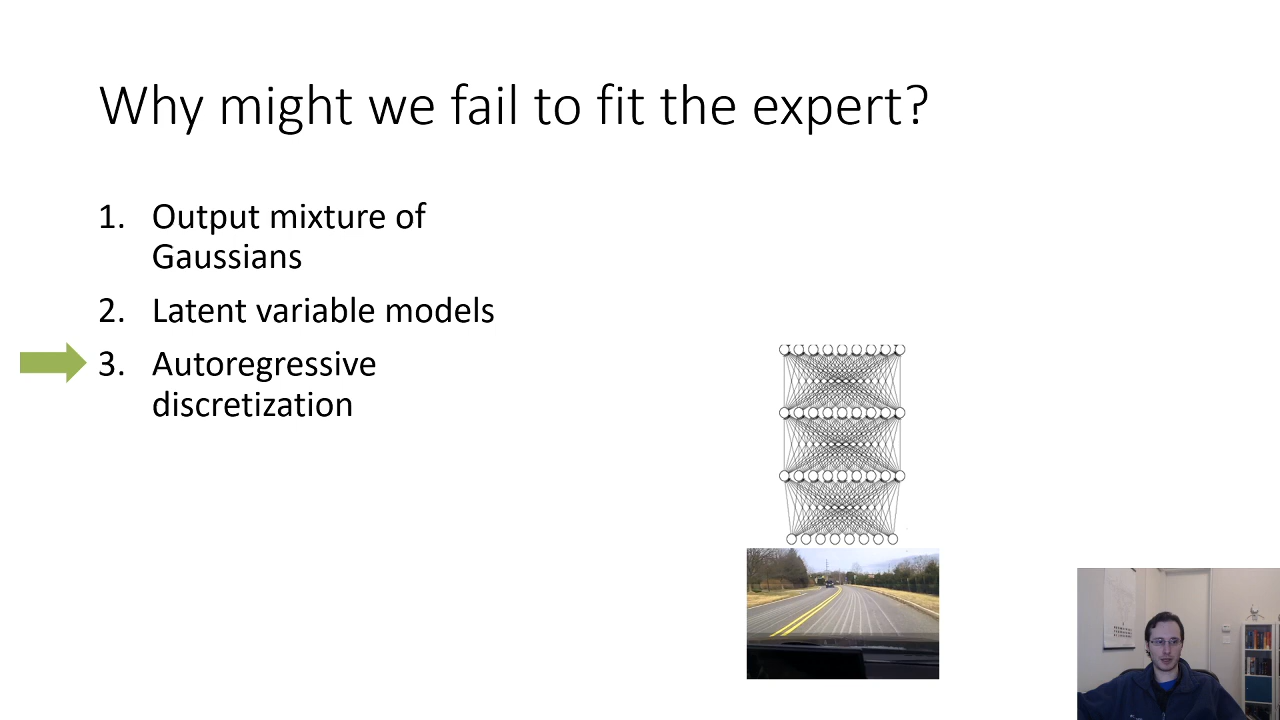 Why might we fail to fit the expert?
1. Output mixture of
Gaussians
2. Latent variable models
3. Autoregressive
discretization